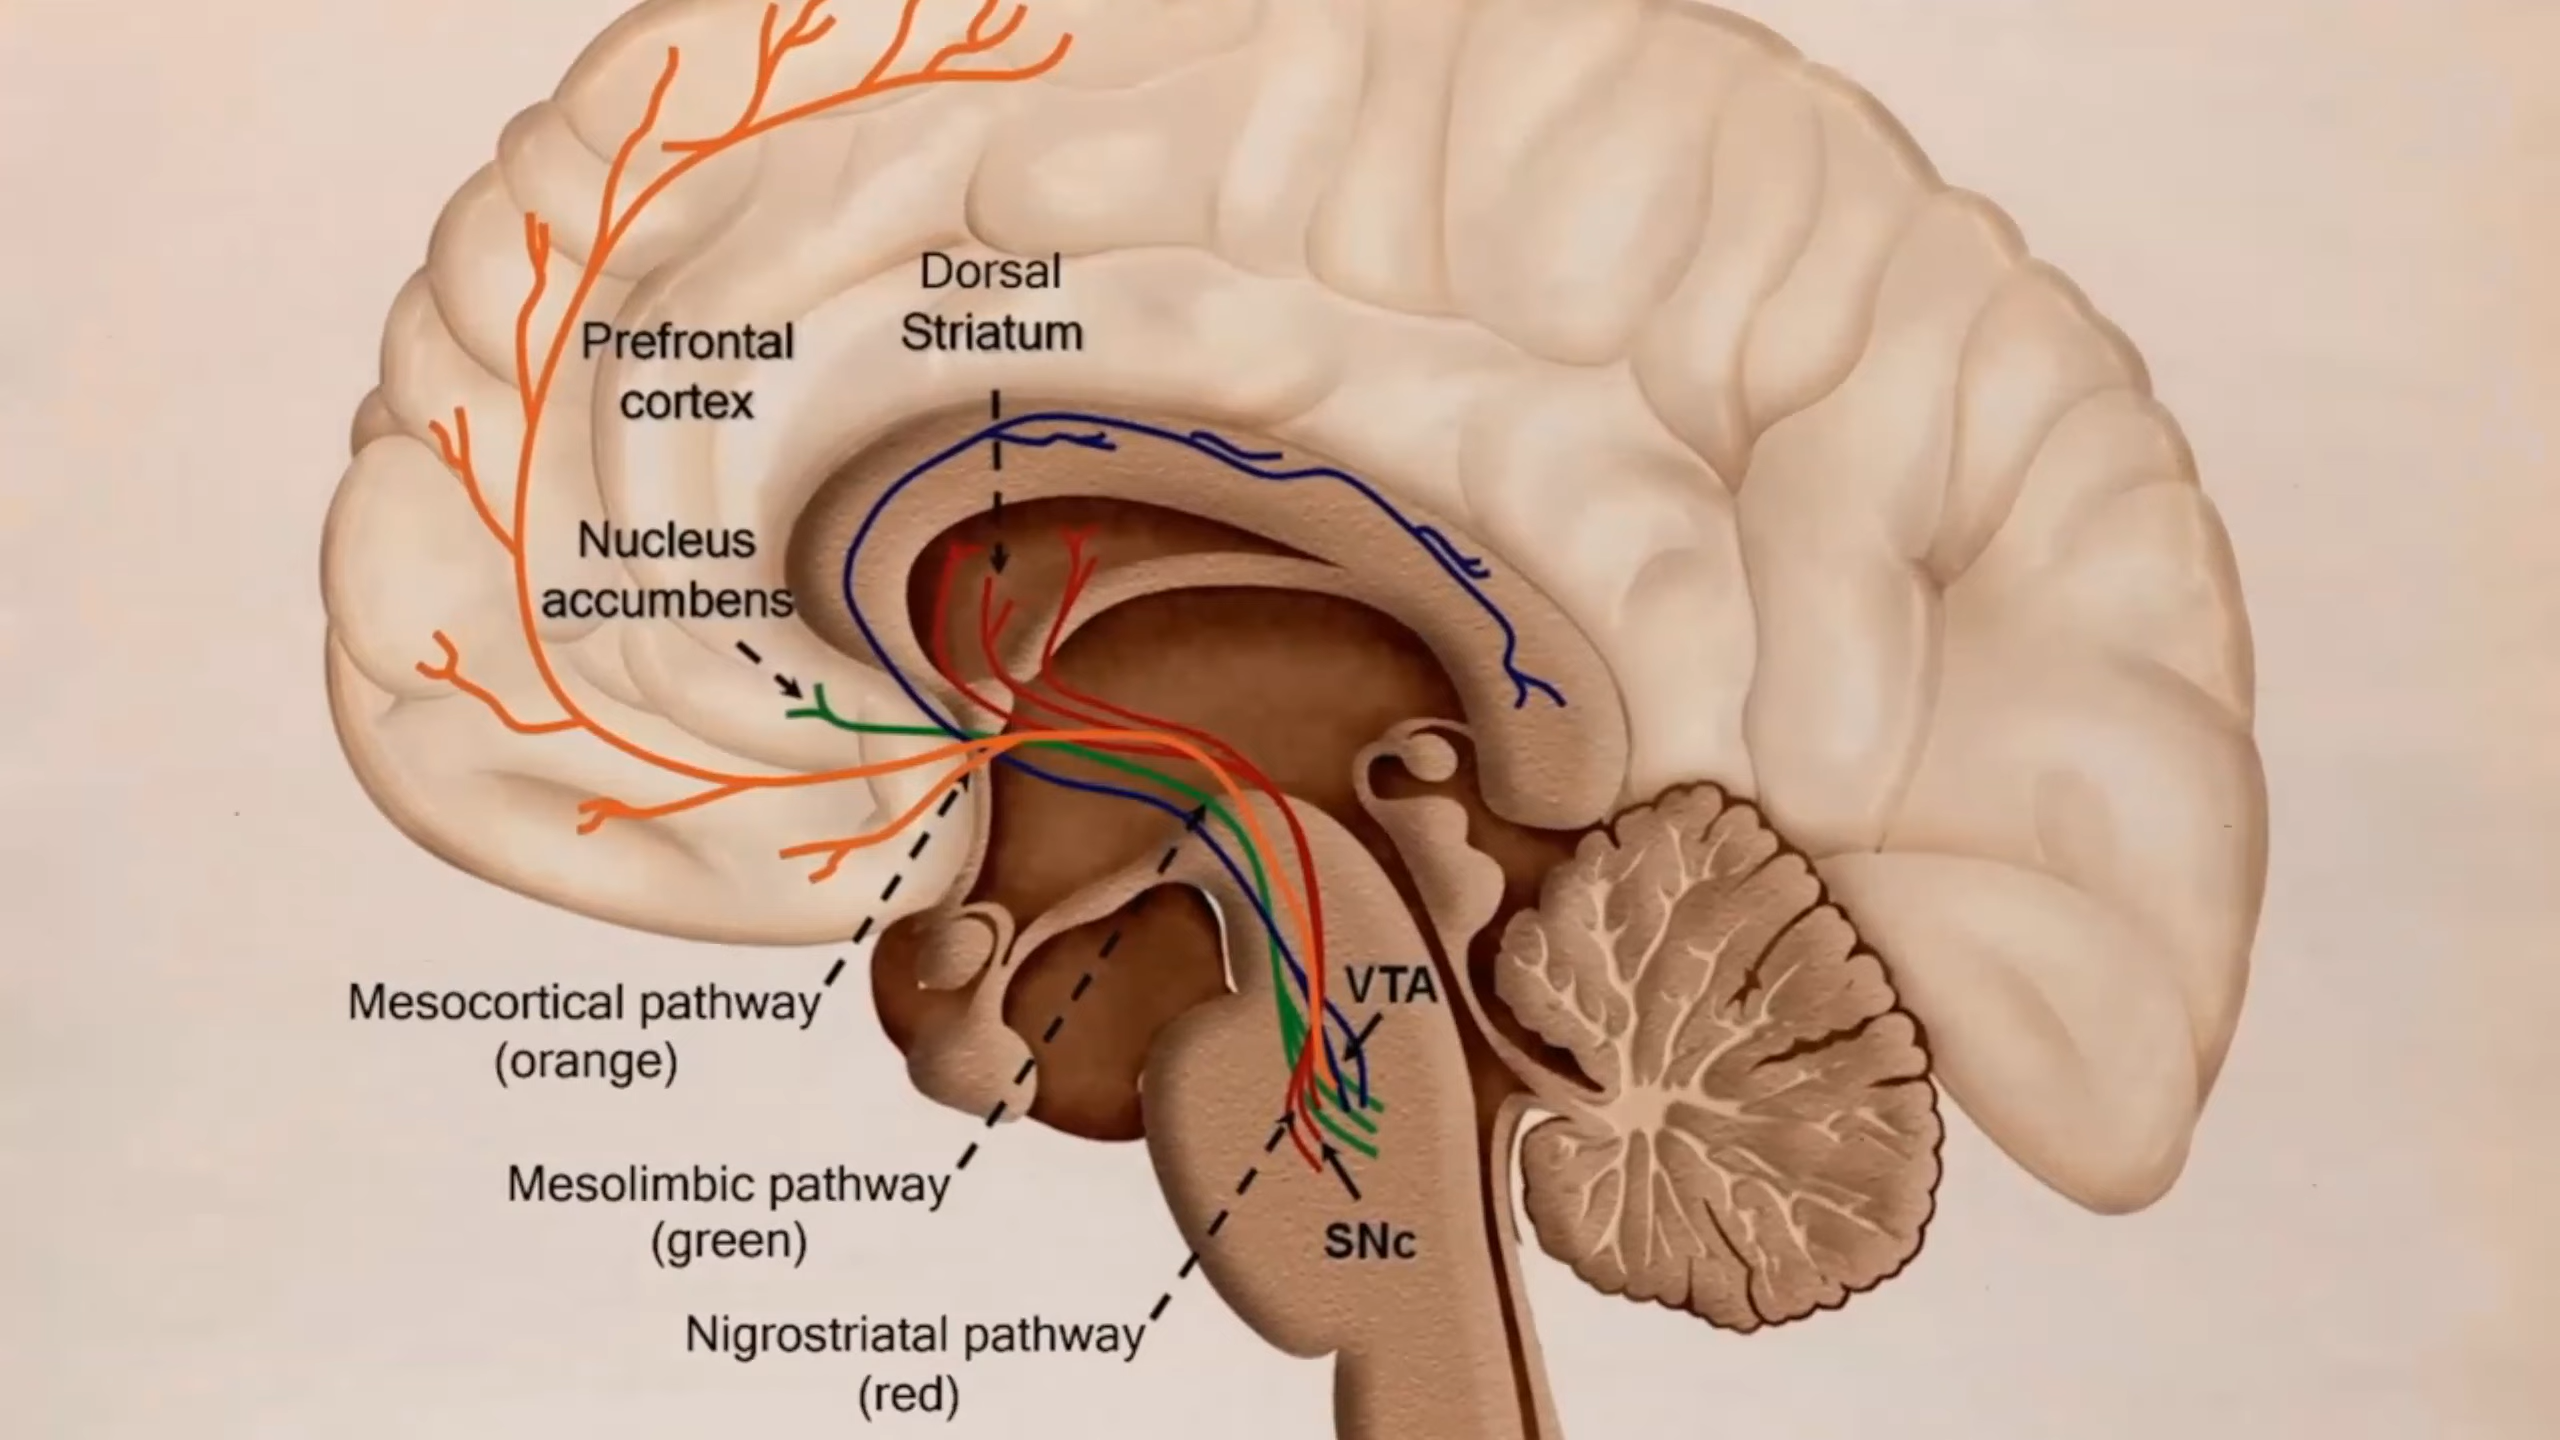 Dorsal
Striatum
Prefrontal
cortex
Nucleus
accumbens
VTA
Mesocortical pathway
(orange)
Mesolimbic pathway
(green)
SNc
Nigrostriatal pathway
(red)